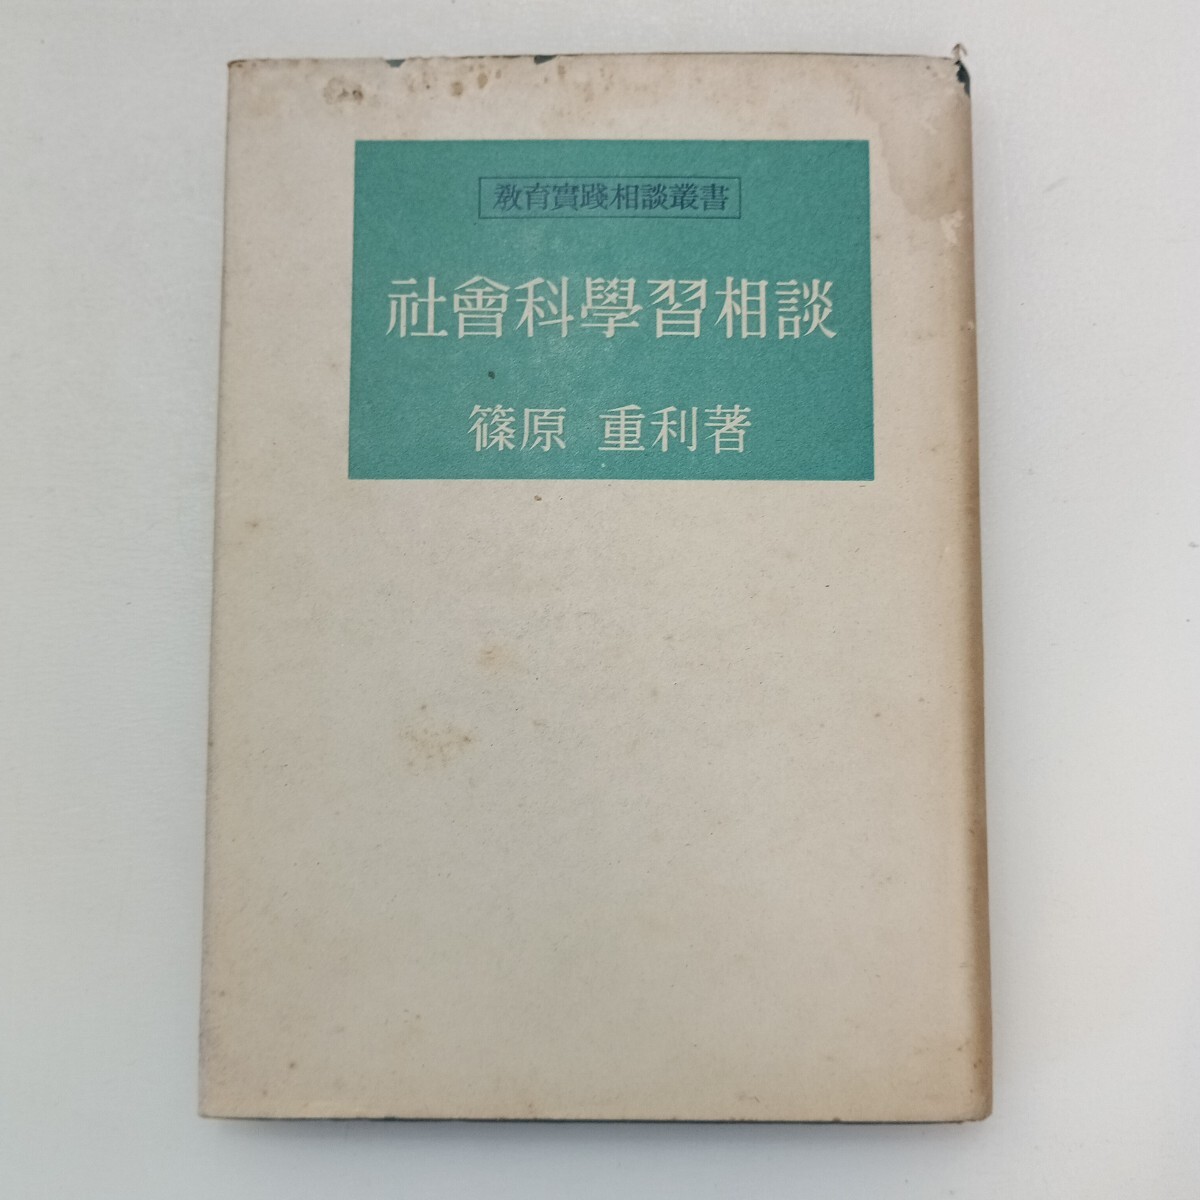 教育實踐相談叢書
社會科學習相談
篠原 重利著